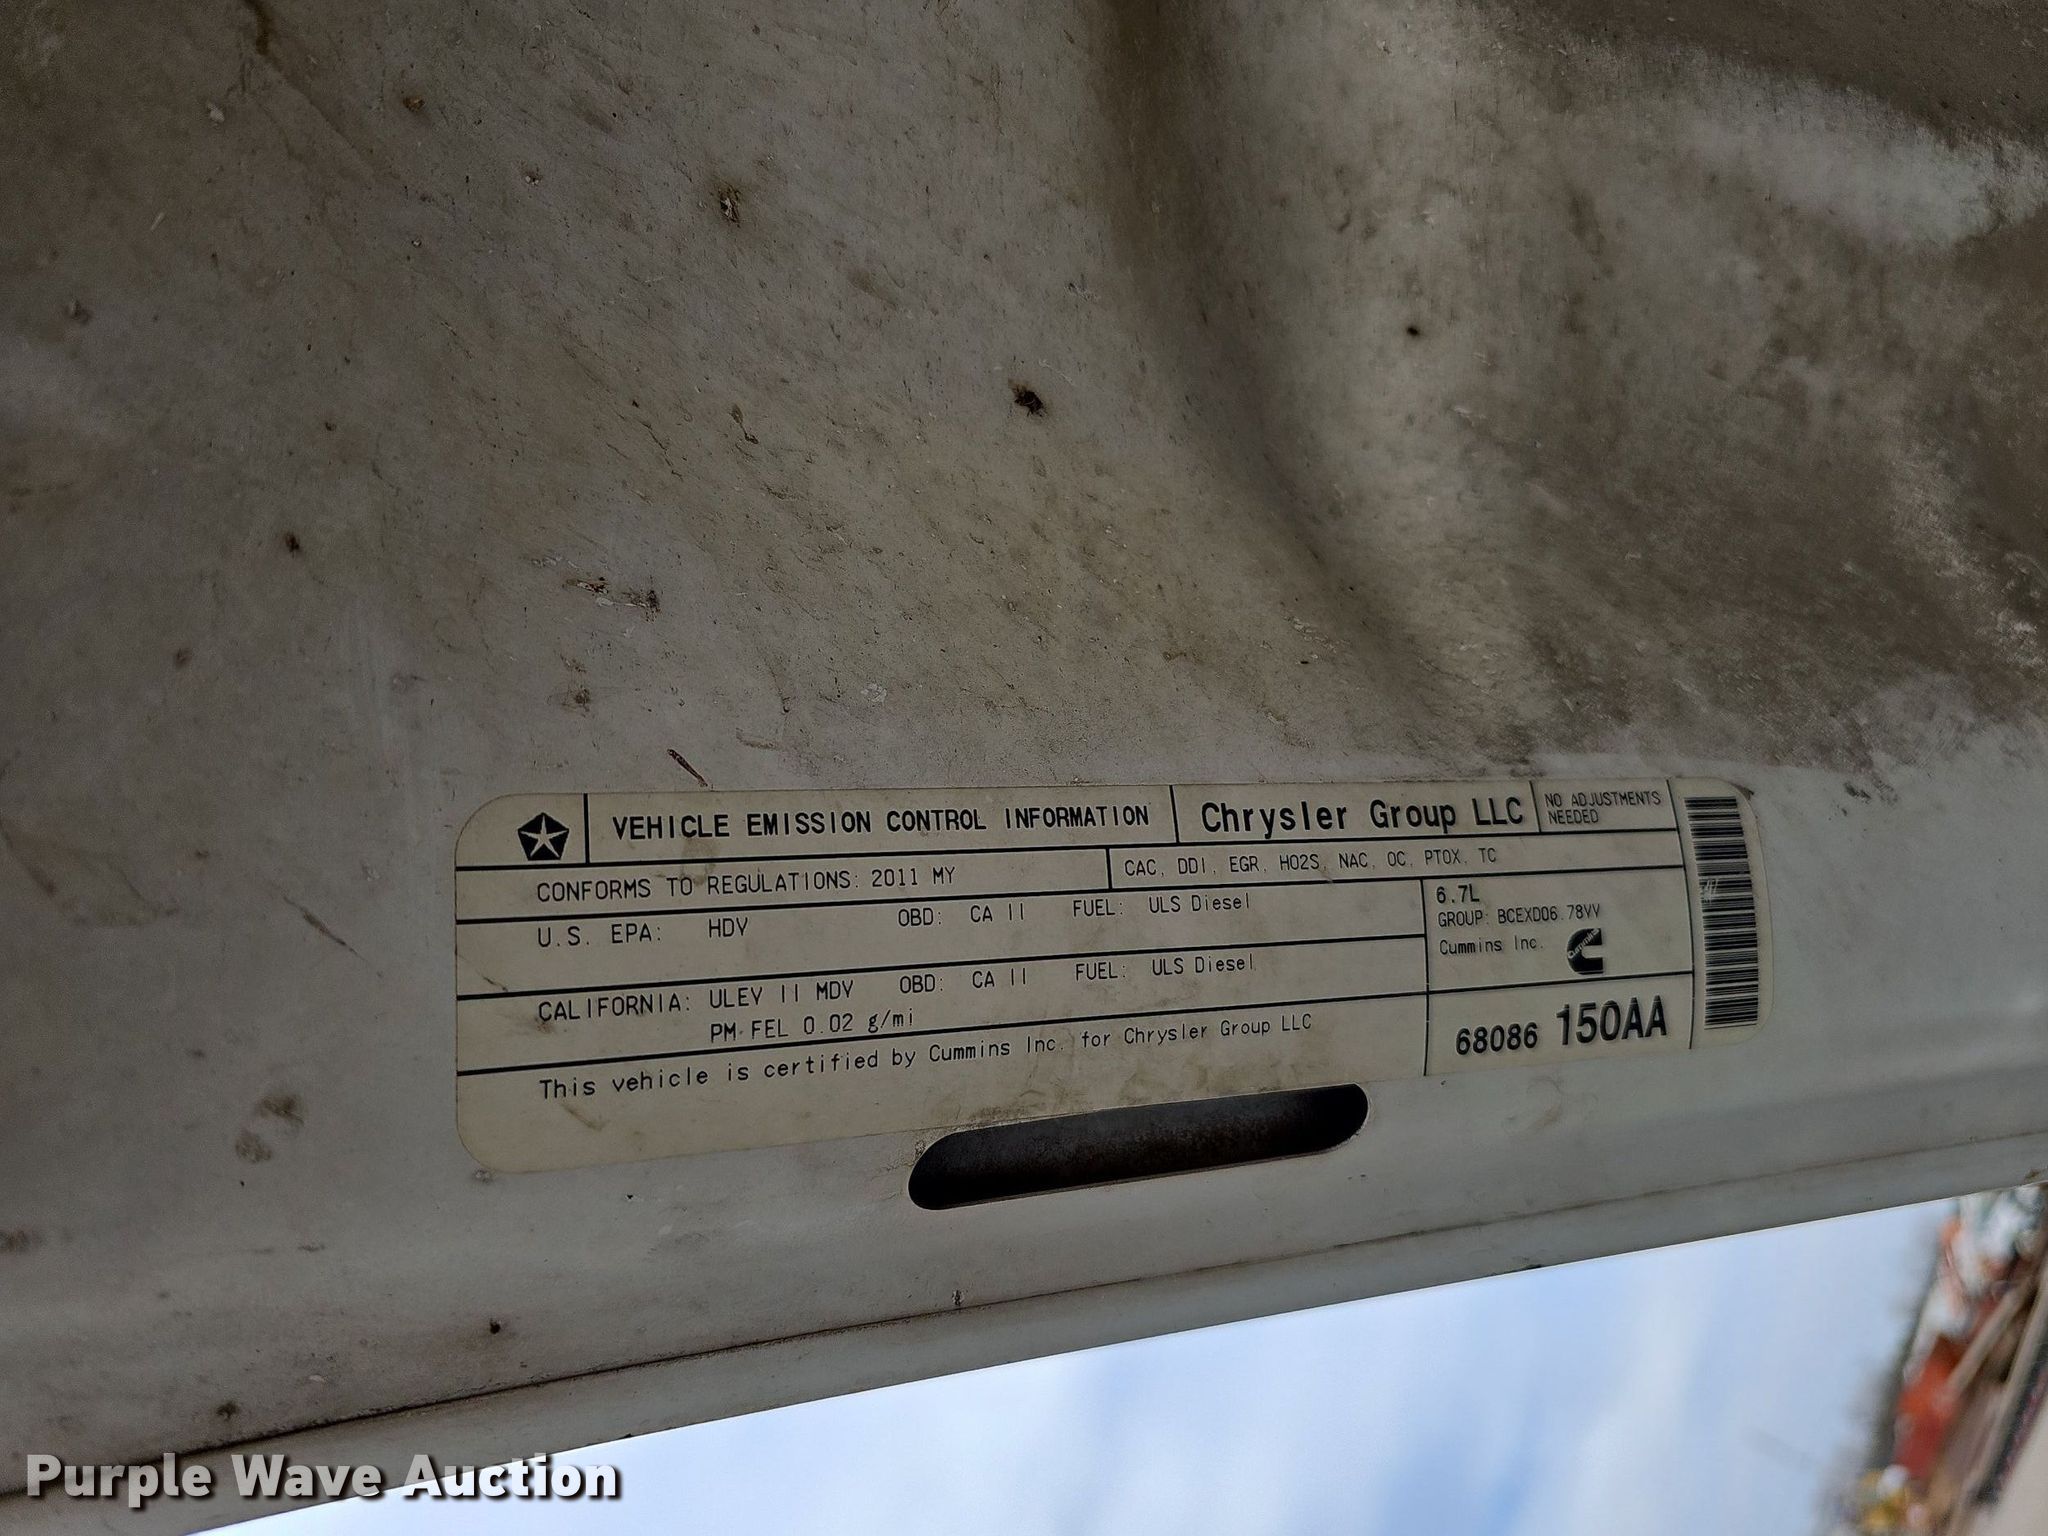 VEHICLE EMISSION CONTROL INFORMATION
Chrysler Group LLC
NO ADJUSTMENTS
NEEDED
CONFORMS TO REGULATIONS: 2011 MY
CAC, DDI, EGR, HO2S, NAC, OC, PTOX, TC
U.S. EPA: HDV OBD: CA II FUEL: ULS Diesel
CALIFORNIA: ULEV II MDV OBD: CA II FUEL: ULS Diesel
PM-FEL 0.02 g/mi
This vehicle is certified by Cummins Inc. for Chrysler Group LLC
6.7L
GROUP: BCEXD06.78VV
Cummins Inc.
Cummins
68086 150AA
Purple Wave Auction